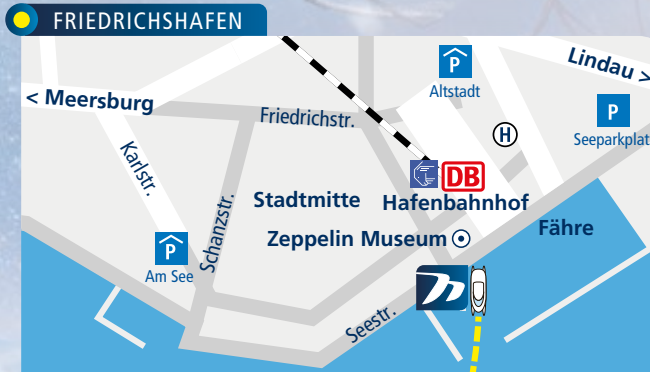 FRIEDRICHSHAFEN
P
Altstadt
Lindau >
< Meersburg
P
Seeparkplat
Friedrichstr.
H
Karlstr.
DB
Schanzstr.
Stadtmitte
Hafenbahnhof
Fähre
Zeppelin Museum
P
Am See
Seestr.